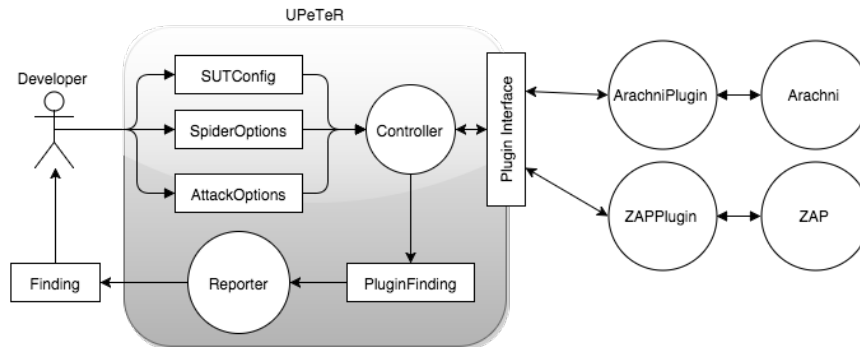 UPeTeR
Developer
SUTConfig
SpiderOptions
AttackOptions
Controller
Plugin Interface
ArachniPlugin
Arachni
ZAPPlugin
ZAP
Finding
Reporter
PluginFinding